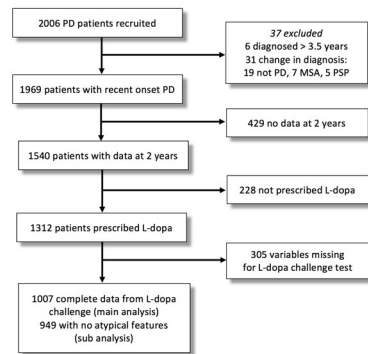 2006 PD patients recruited
37 excluded
6 diagnosed > 3.5 years
31 change in diagnosis:
19 not PD, 7 MSA, 5 PSP
1969 patients with recent onset PD
429 no data at 2 years
1540 patients with data at 2 years
228 not prescribed L-dopa
1312 patients prescribed L-dopa
305 variables missing
for L-dopa challenge test
1007 complete data from L-dopa
challenge (main analysis)
949 with no atypical features
(sub analysis)